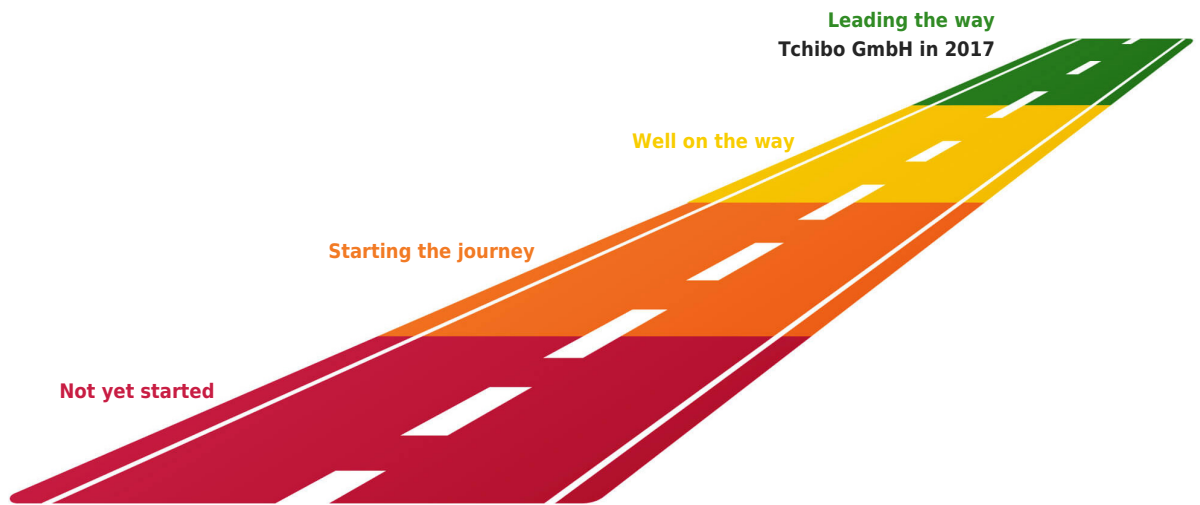 Leading the way
Tchibo GmbH in 2017
Well on the way
Starting the journey
Not yet started